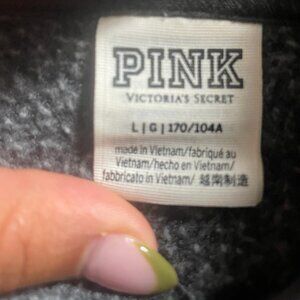 PINK
VICTORIA'S SECRET
L | G | 170/104A
made in Vietnam/fabriqué au
Vietnam/hecho en Vietnam/
fabbricato in Vietnam/ 越南制造